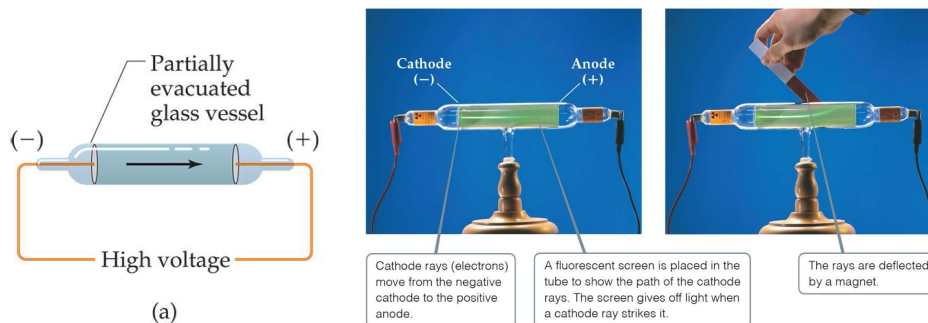 Partially
evacuated
glass vessel
(−)
(+)
High voltage
(a)
Cathode
(−)
Anode
(+)
Cathode rays (electrons)
move from the negative
cathode to the positive
anode.
A fluorescent screen is placed in the
tube to show the path of the cathode
rays. The screen gives off light when
a cathode ray strikes it.
The rays are deflected
by a magnet.